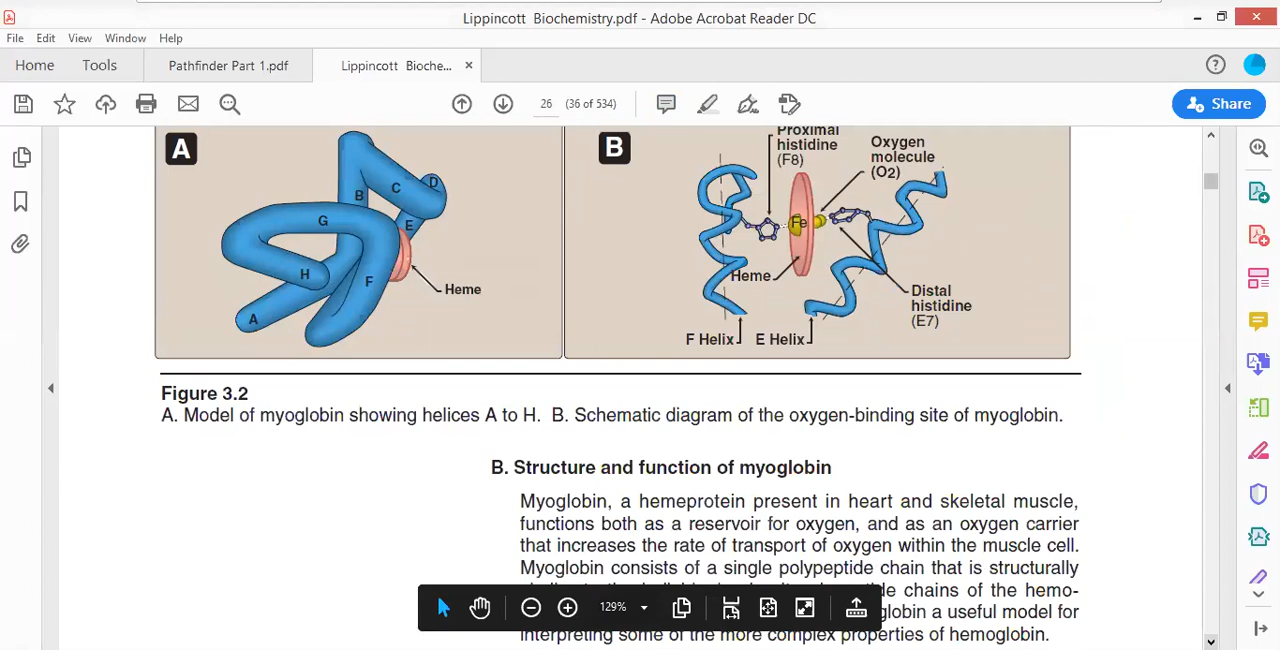 Lippincott Biochemistry.pdf - Adobe Acrobat Reader DC
File Edit View Window Help
Home Tools Pathfinder Part 1.pdf Lippincott Bioche... ×
26 (36 of 534)
Share
A
B
C
D
E
F
G
H
A
B
Heme
B
Proximal
histidine
(F8)
Oxygen
molecule
(O2)
Fe
Heme
Distal
histidine
(E7)
F Helix E Helix
Figure 3.2
A. Model of myoglobin showing helices A to H. B. Schematic diagram of the oxygen-binding site of myoglobin.
B. Structure and function of myoglobin
Myoglobin, a hemeprotein present in heart and skeletal muscle,
functions both as a reservoir for oxygen, and as an oxygen carrier
that increases the rate of transport of oxygen within the muscle cell.
Myoglobin consists of a single polypeptide chain that is structurally
chains of the hemo-
a useful model for
interpreting some of the more complex properties of hemoglobin.
129%